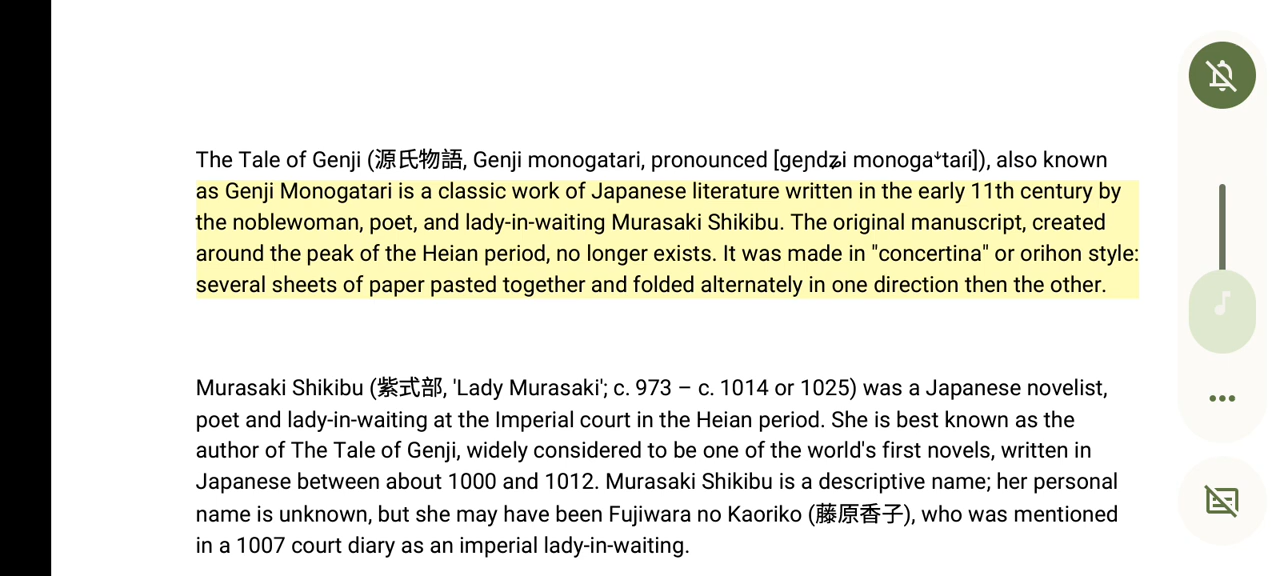 The Tale of Genji (源氏物語, Genji monogatari, pronounced [geɲdʑi monogaꜜtaɾi]), also known
as Genji Monogatari is a classic work of Japanese literature written in the early 11th century by
the noblewoman, poet, and lady-in-waiting Murasaki Shikibu. The original manuscript, created
around the peak of the Heian period, no longer exists. It was made in "concertina" or orihon style:
several sheets of paper pasted together and folded alternately in one direction then the other.
Murasaki Shikibu (紫式部, 'Lady Murasaki'; c. 973 – c. 1014 or 1025) was a Japanese novelist,
poet and lady-in-waiting at the Imperial court in the Heian period. She is best known as the
author of The Tale of Genji, widely considered to be one of the world's first novels, written in
Japanese between about 1000 and 1012. Murasaki Shikibu is a descriptive name; her personal
name is unknown, but she may have been Fujiwara no Kaoriko (藤原香子), who was mentioned
in a 1007 court diary as an imperial lady-in-waiting.